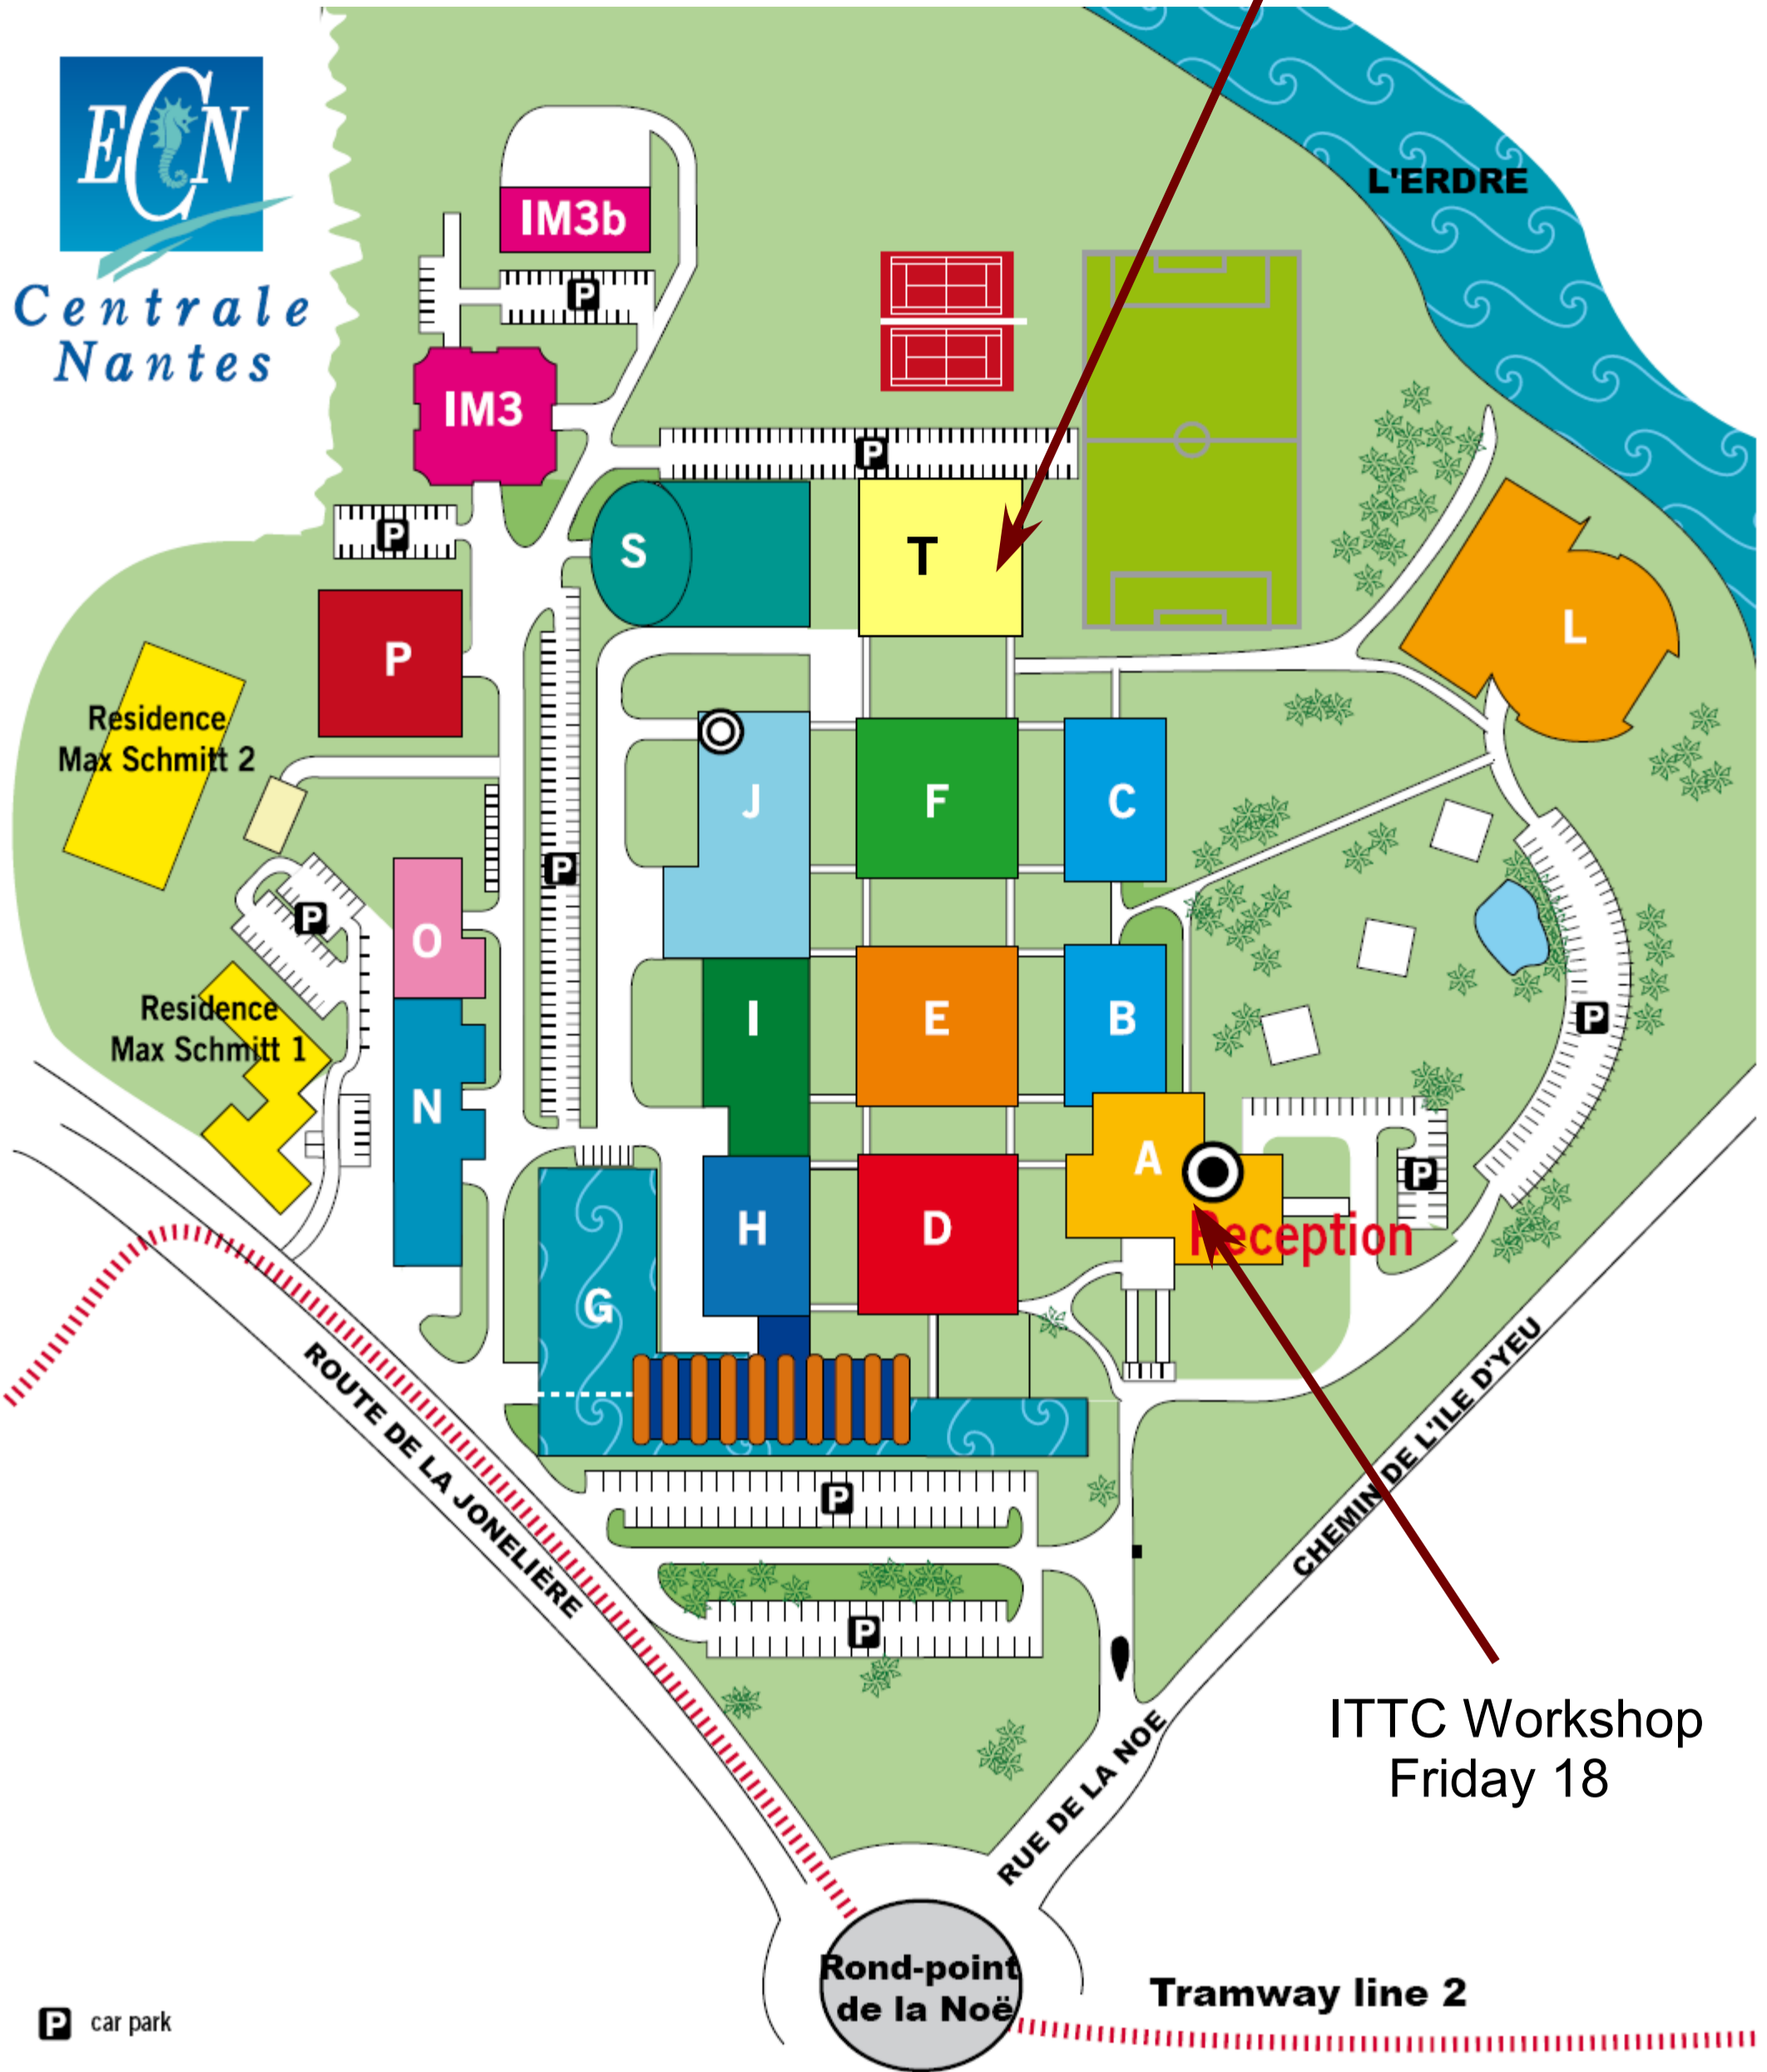 ECN
Centrale
Nantes
L'ERDRE
IM3b
P
IM3
P
P
S
T
L
P
Residence
Max Schmitt 2
J
F
C
P
P
O
Residence
Max Schmitt 1
I
E
B
P
N
A
P
Reception
H
D
G
ROUTE DE LA JONELIÈRE
CHEMIN DE L'ILE D'YEU
P
P
ITTC Workshop
Friday 18
RUE DE LA NOE
Rond-point
de la Noë
Tramway line 2
P car park